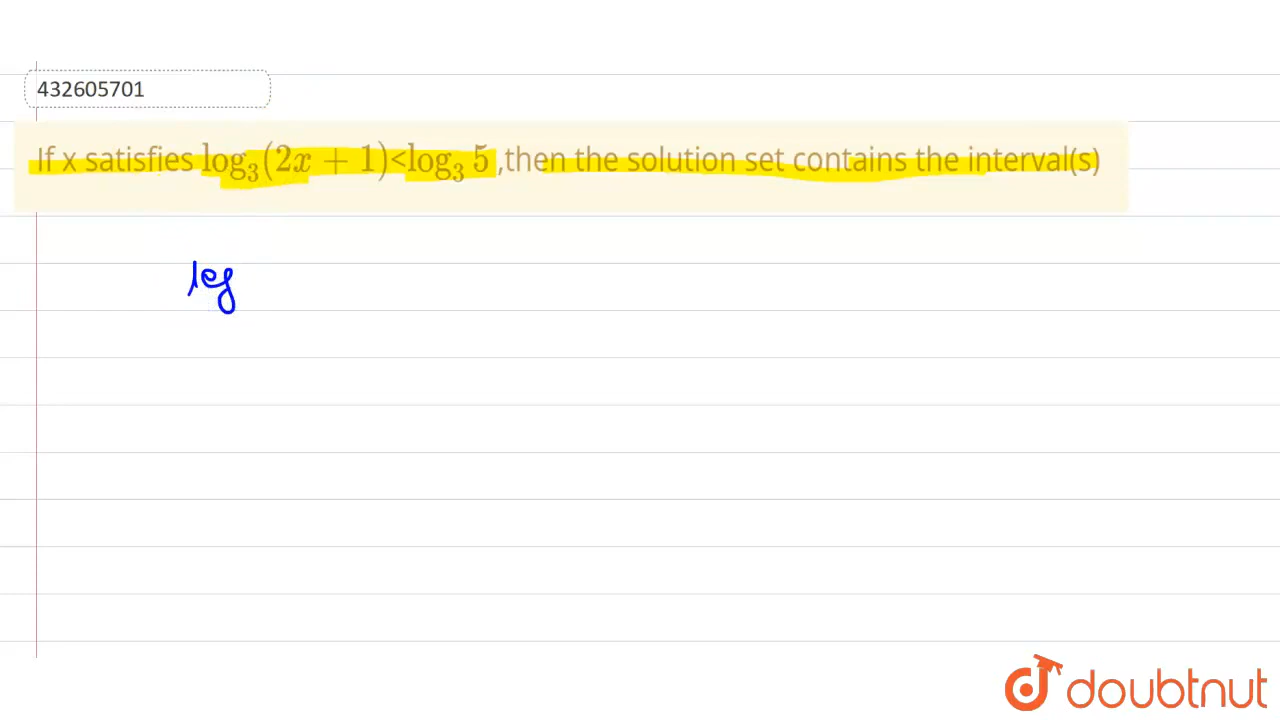 432605701
If x satisfies log₃(2x + 1)<log₃ 5 ,then the solution set contains the interval(s)
log
doubtnut